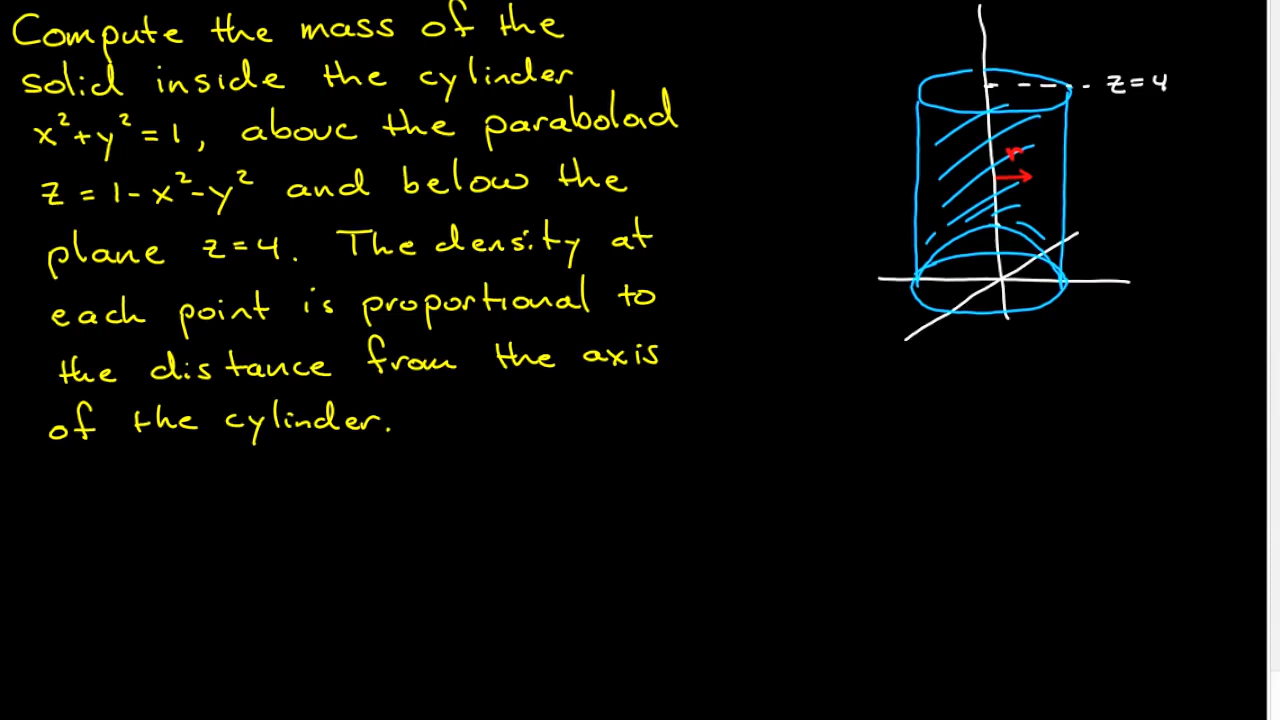 Compute the mass of the
solid inside the cylinder
x²+y²=1, above the paraboloid
z = 1-x²-y² and below the
plane z=4. The density at
each point is proportional to
the distance from the axis
of the cylinder.
z=4
r